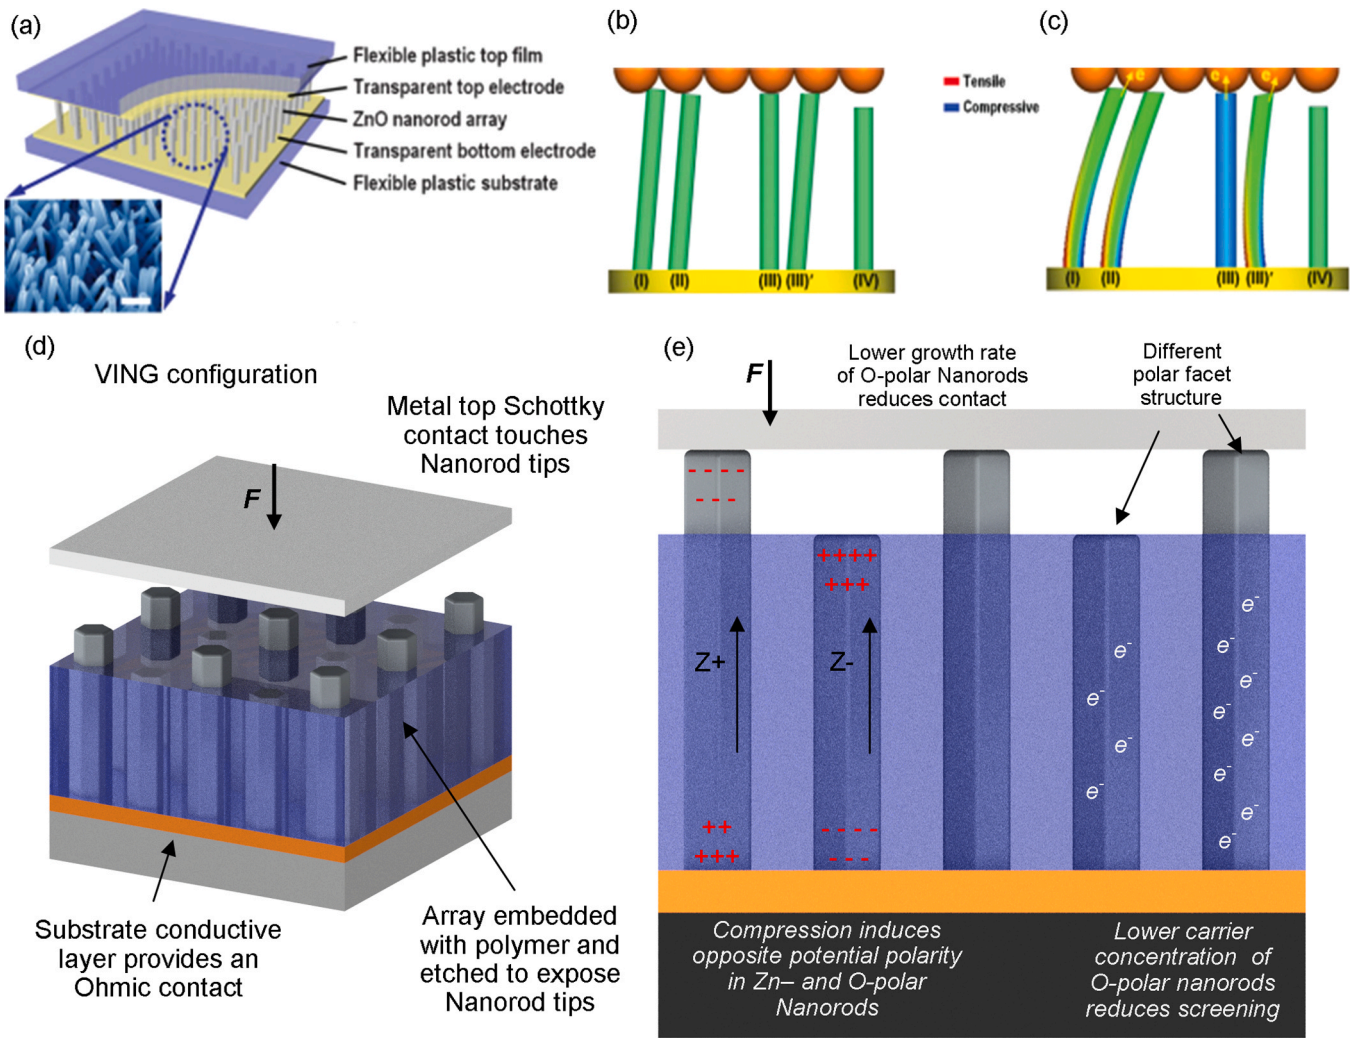 (a)
Flexible plastic top film
Transparent top electrode
ZnO nanorod array
Transparent bottom electrode
Flexible plastic substrate
(b)
(I)
(II)
(III)
(III)'
(IV)
Tensile
Compressive
(c)
e
e
e
(I)
(II)
(III)
(III)'
(IV)
(d)
VING configuration
Metal top Schottky
contact touches
Nanorod tips
F
Substrate conductive
layer provides an
Ohmic contact
Array embedded
with polymer and
etched to expose
Nanorod tips
(e)
F
Lower growth rate
of O-polar Nanorods
reduces contact
Different
polar facet
structure
- - - -
- - -
++++
+++
Z+
Z-
e-
e-
e-
e-
e-
e-
e-
e-
e-
e-
e-
e-
++
+++
- - - -
- - -
Compression induces
opposite potential polarity
in Zn– and O-polar
Nanorods
Lower carrier
concentration of
O-polar nanorods
reduces screening